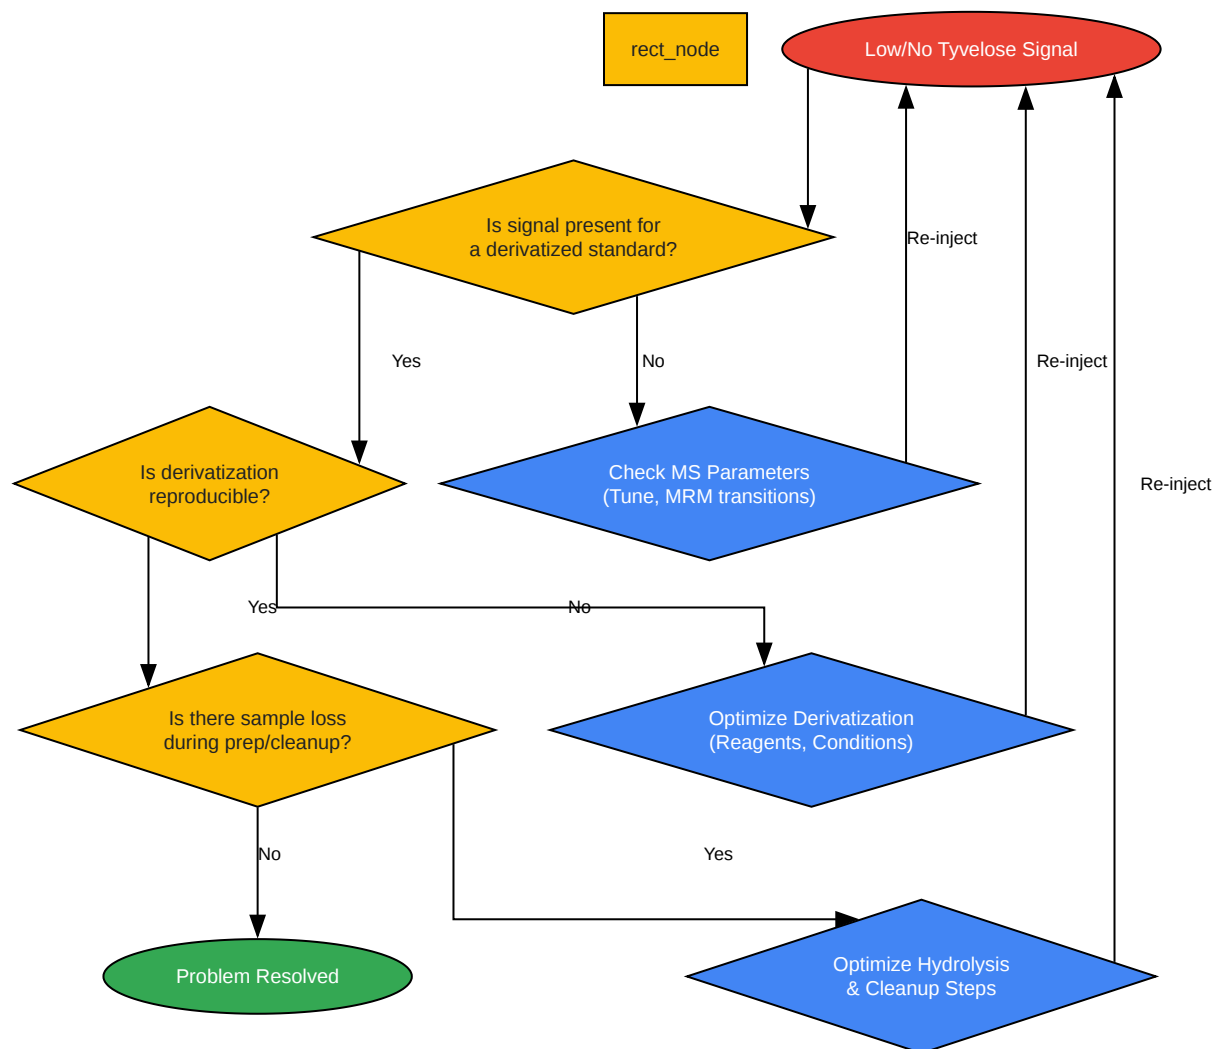 rect_node
Low/No Tyvelose Signal
Is signal present for
a derivatized standard?
Re-inject
Yes
No
Re-inject
Is derivatization
reproducible?
Check MS Parameters
(Tune, MRM transitions)
Re-inject
Yes
No
Is there sample loss
during prep/cleanup?
Optimize Derivatization
(Reagents, Conditions)
No
Yes
Problem Resolved
Optimize Hydrolysis
& Cleanup Steps